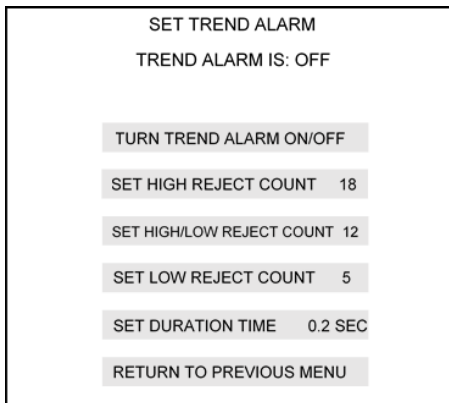 SET TREND ALARM
TREND ALARM IS: OFF
TURN TREND ALARM ON/OFF
SET HIGH REJECT COUNT 18
SET HIGH/LOW REJECT COUNT 12
SET LOW REJECT COUNT 5
SET DURATION TIME 0.2 SEC
RETURN TO PREVIOUS MENU